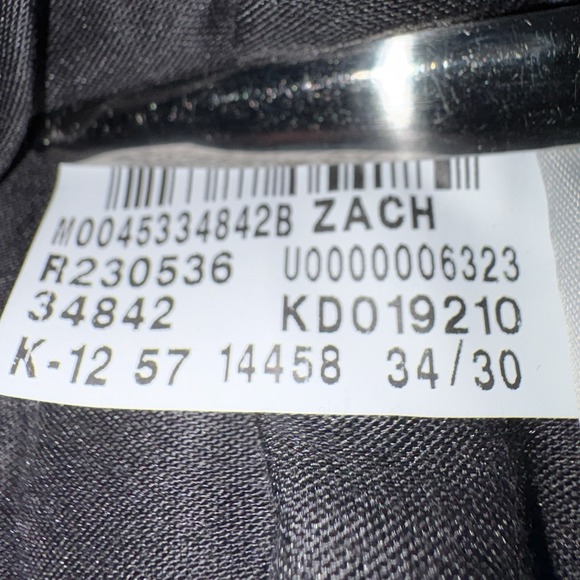 M0045334842B ZACH
R230536 U0000006323
34842 KD019210
K-12 57 14458 34/30